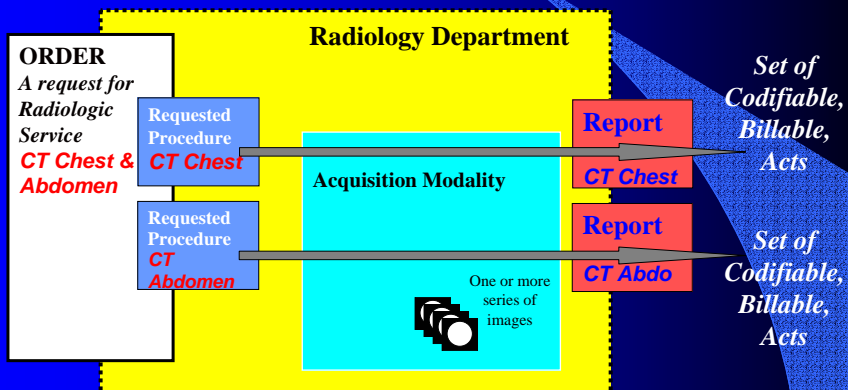 Radiology Department
ORDER
A request for
Radiologic
Service
CT Chest &
Abdomen
Requested
Procedure
CT Chest
Requested
Procedure
CT
Abdomen
Acquisition Modality
One or more
series of
images
Report
CT Chest
Report
CT Abdo
Set of
Codifiable,
Billable,
Acts
Set of
Codifiable,
Billable,
Acts